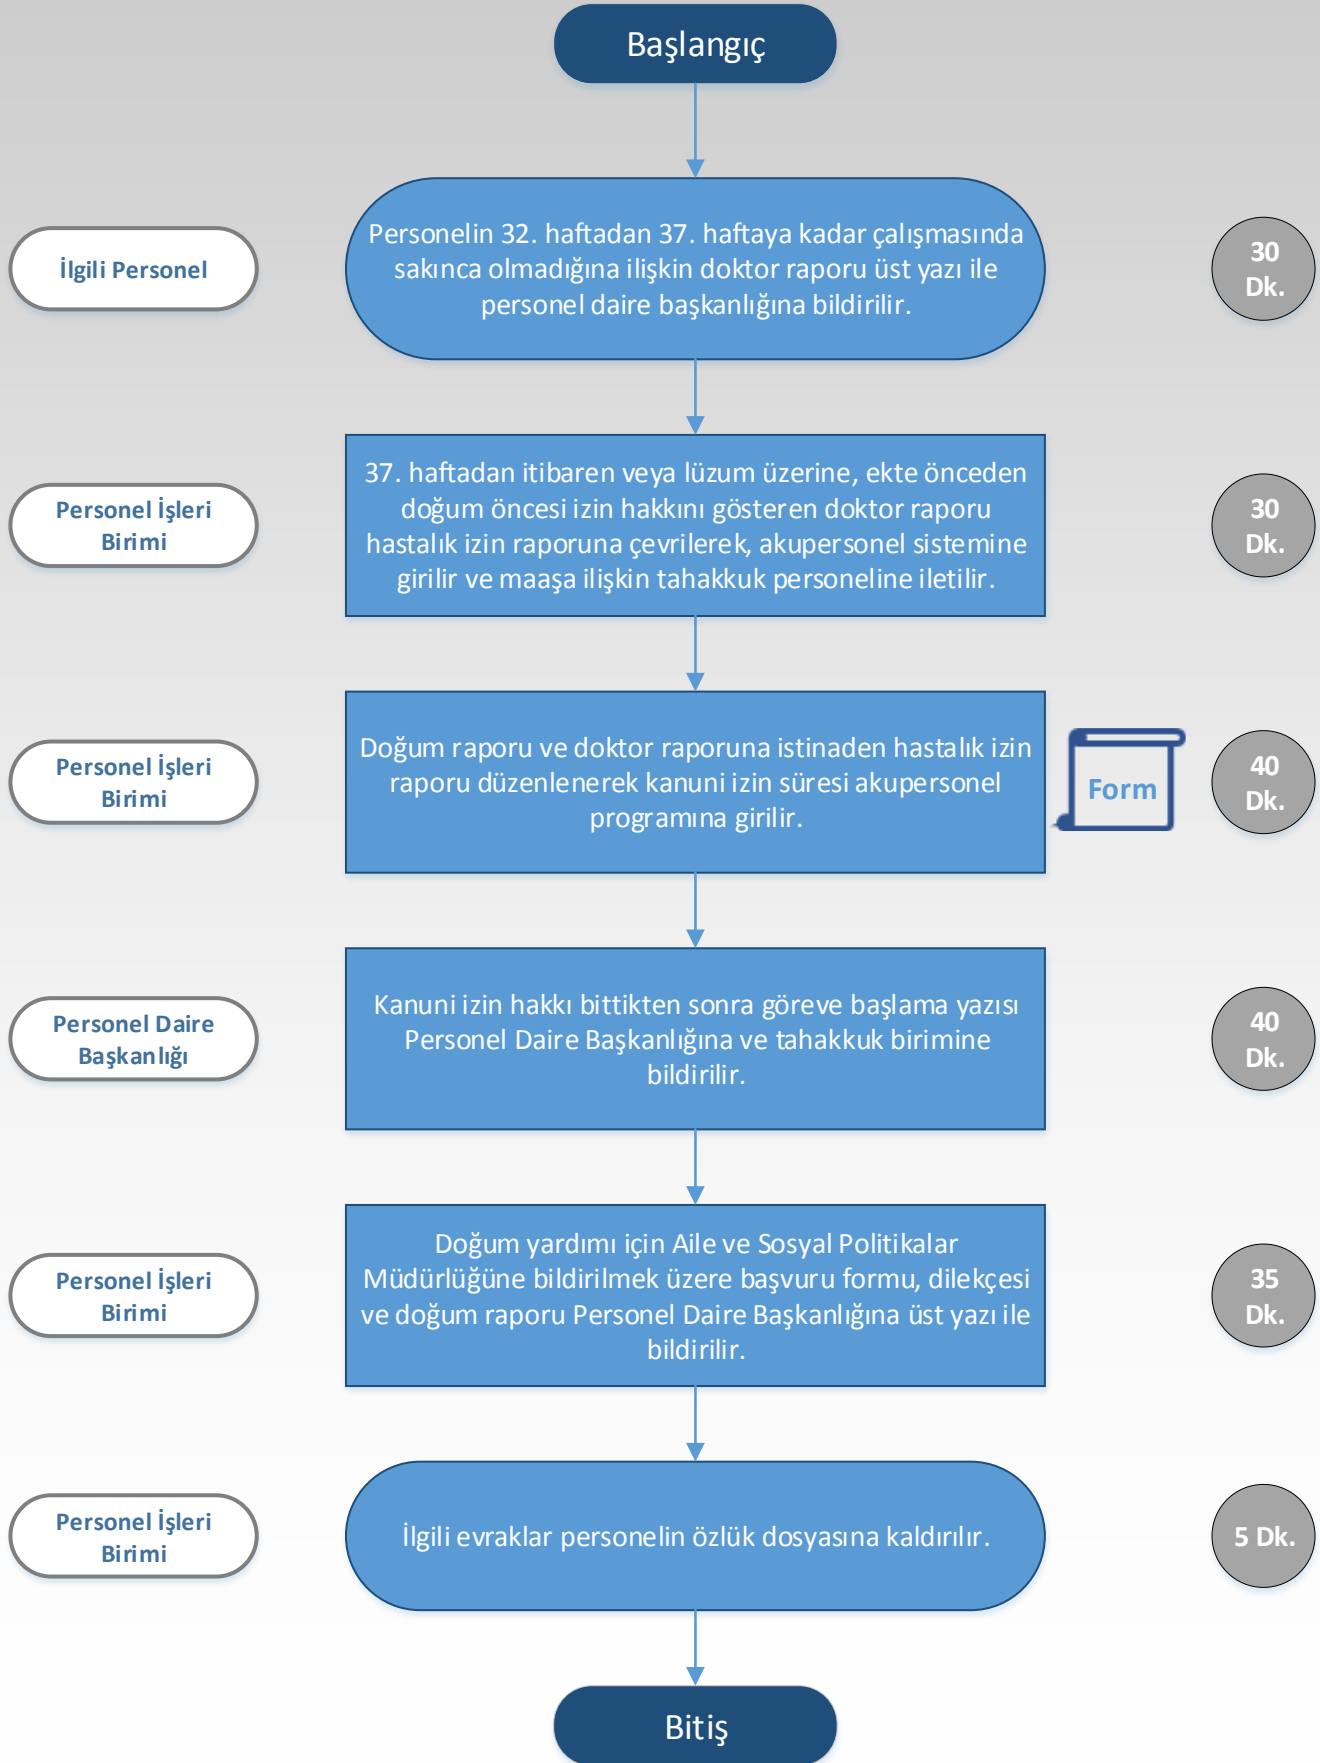 Başlangıç
İlgili Personel
Personelin 32. haftadan 37. haftaya kadar çalışmasında
sakınca olmadığına ilişkin doktor raporu üst yazı ile
personel daire başkanlığına bildirilir.
30
Dk.
Personel İşleri
Birimi
37. haftadan itibaren veya lüzum üzerine, ekte önceden
doğum öncesi izin hakkını gösteren doktor raporu
hastalık izin raporuna çevrilerek, akupersonel sistemine
girilir ve maaşa ilişkin tahakkuk personeline iletilir.
30
Dk.
Personel İşleri
Birimi
Doğum raporu ve doktor raporuna istinaden hastalık izin
raporu düzenlenerek kanuni izin süresi akupersonel
programına girilir.
Form
40
Dk.
Personel Daire
Başkanlığı
Kanuni izin hakkı bittikten sonra göreve başlama yazısı
Personel Daire Başkanlığına ve tahakkuk birimine
bildirilir.
40
Dk.
Personel İşleri
Birimi
Doğum yardımı için Aile ve Sosyal Politikalar
Müdürlüğüne bildirilmek üzere başvuru formu, dilekçesi
ve doğum raporu Personel Daire Başkanlığına üst yazı ile
bildirilir.
35
Dk.
Personel İşleri
Birimi
İlgili evraklar personelin özlük dosyasına kaldırılır.
5 Dk.
Bitiş